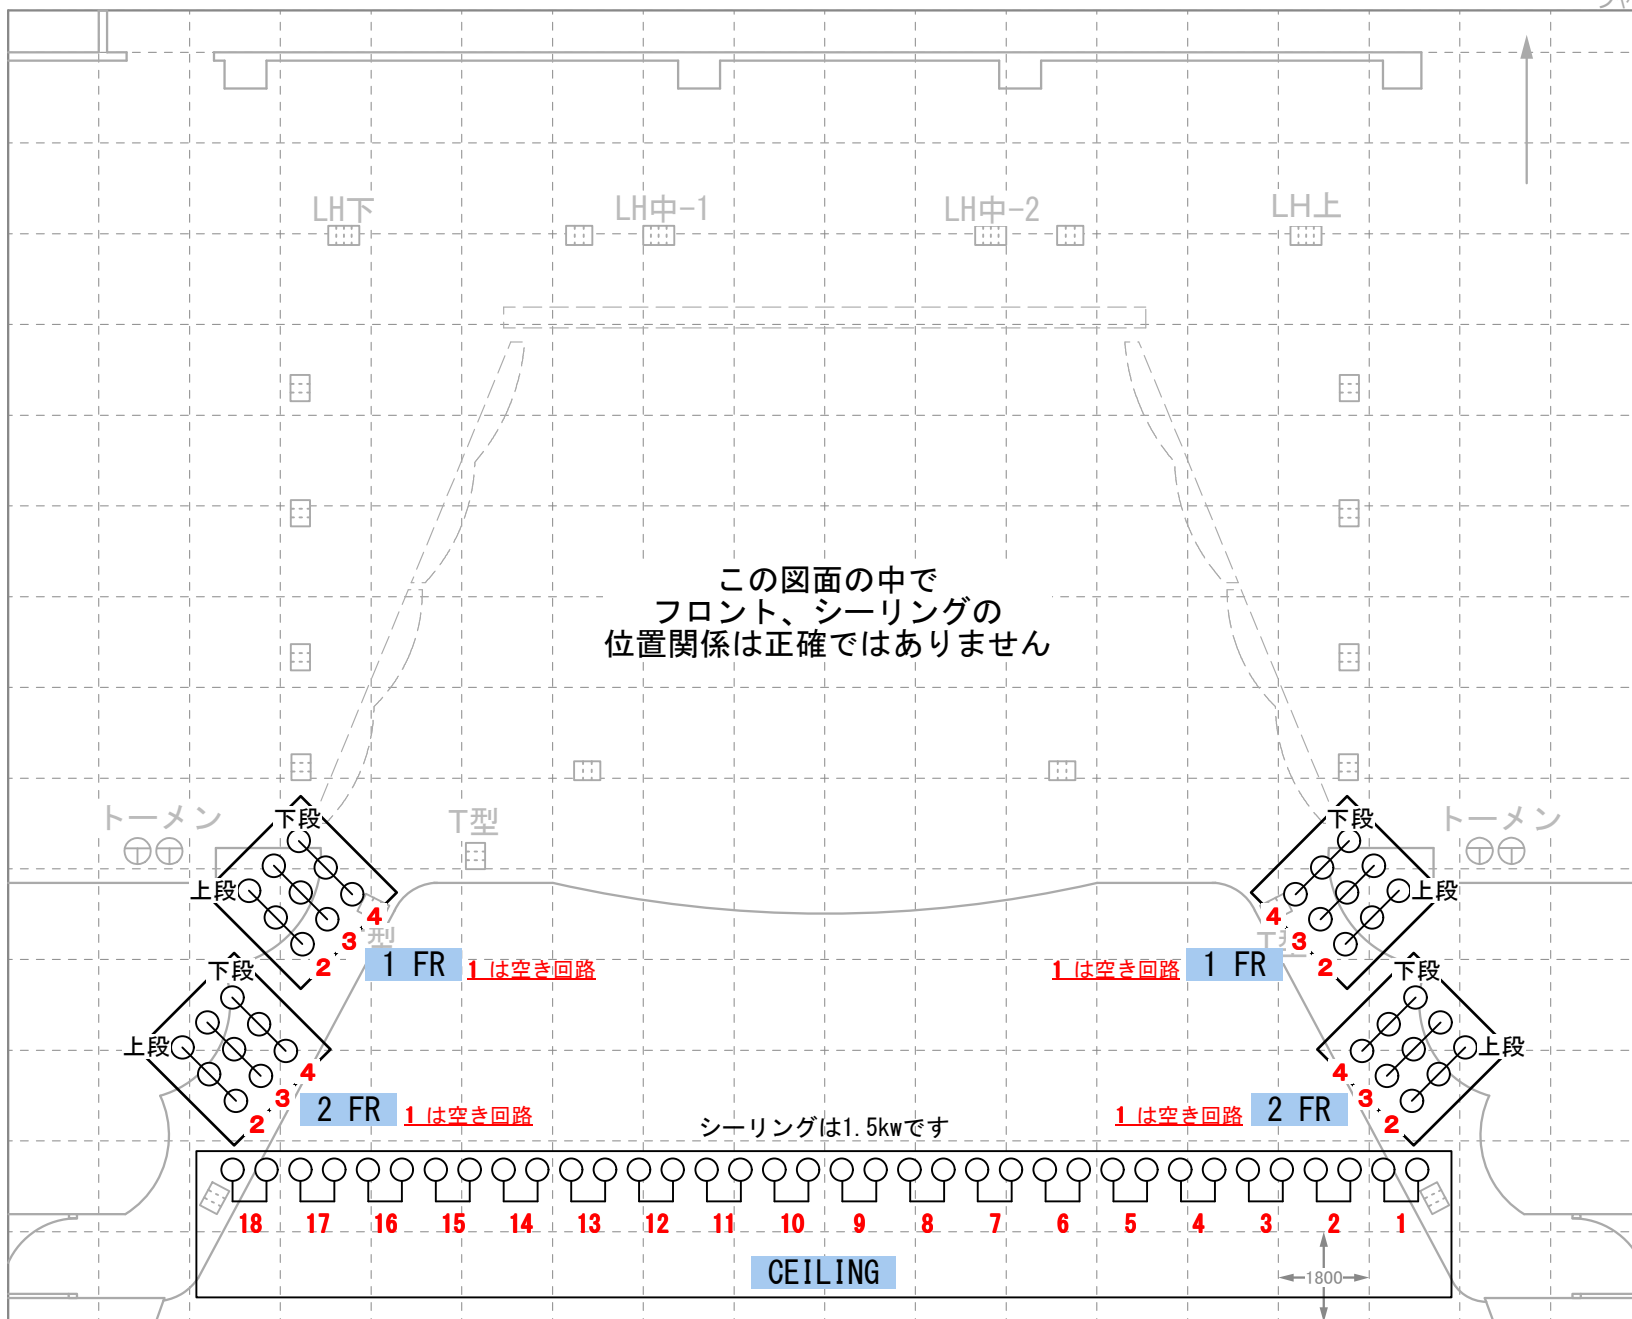 LH下
LH中-1
LH中-2
LH上
この図面の中で
フロント、シーリングの
位置関係は正確ではありません
トーメン
下段
T型
下段
トーメン
上段
上段
4
3
2
型
4
3
2
1 FR
1 は空き回路
1 は空き回路
1 FR
下段
下段
上段
上段
4
3
2
4
3
2
2 FR
1 は空き回路
1 は空き回路
2 FR
シーリングは1.5kwです
18 17 16 15 14 13 12 11 10 9 8 7 6 5 4 3 2 1
CEILING
1800